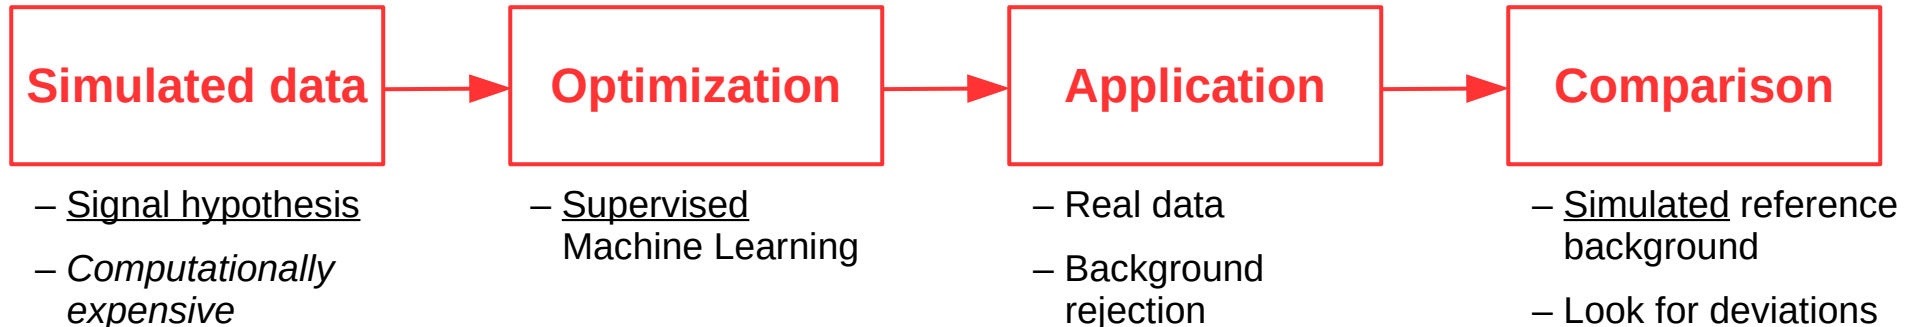 Simulated data
Optimization
Application
Comparison
– Signal hypothesis
– Computationally
expensive
– Supervised
Machine Learning
– Real data
– Background
rejection
– Simulated reference
background
– Look for deviations